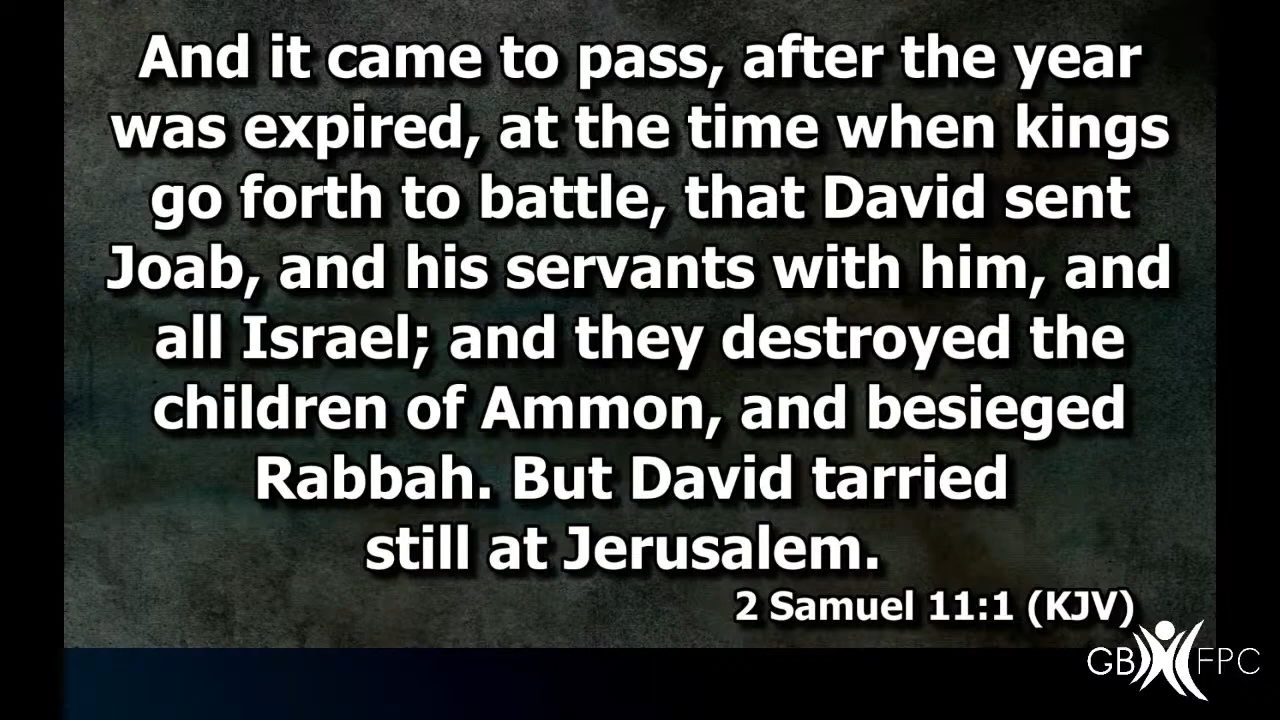 And it came to pass, after the year
was expired, at the time when kings
go forth to battle, that David sent
Joab, and his servants with him, and
all Israel; and they destroyed the
children of Ammon, and besieged
Rabbah. But David tarried
still at Jerusalem.
2 Samuel 11:1 (KJV)
GB FPC